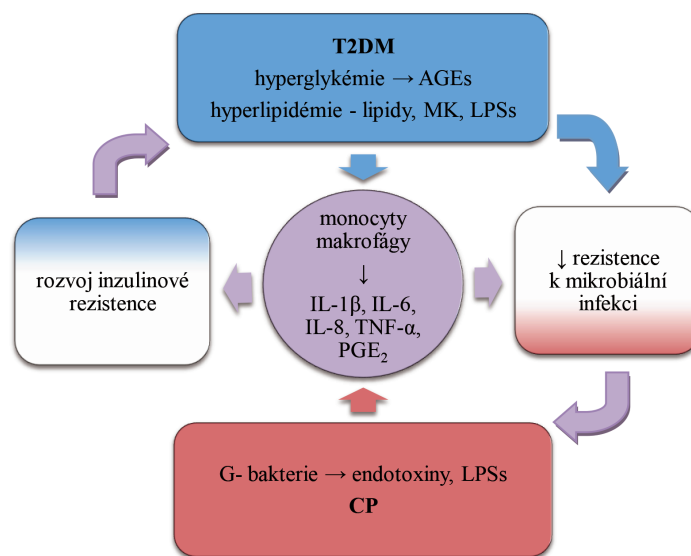 T2DM
hyperglykémie → AGEs
hyperlipidémie - lipidy, MK, LPSs
monocyty
makrofágy
↓
IL-1β, IL-6,
IL-8, TNF-α,
PGE₂
rozvoj inzulinové
rezistence
↓ rezistence
k mikrobiální
infekci
G- bakterie → endotoxiny, LPSs
CP